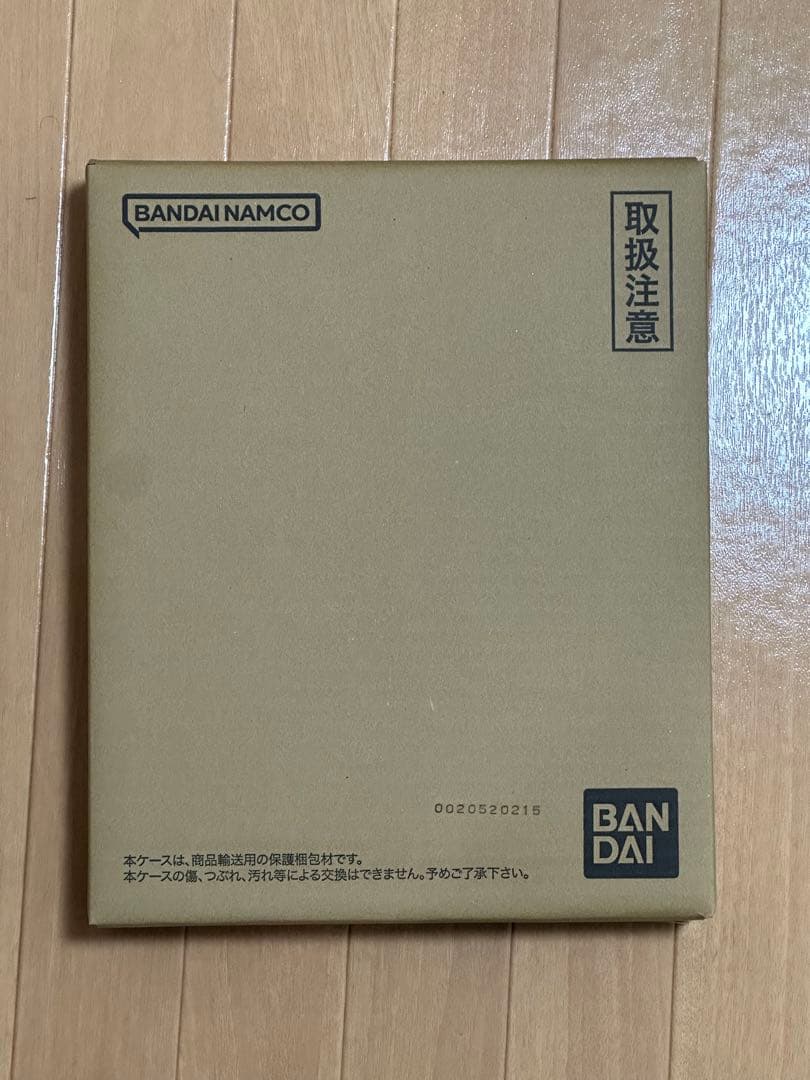 BANDAI NAMCO
取扱注意
0020520215
BAN
DAI
本ケースは、商品輸送用の保護梱包材です。
本ケースの傷、つぶれ、汚れ等による交換はできません。予めご了承下さい。